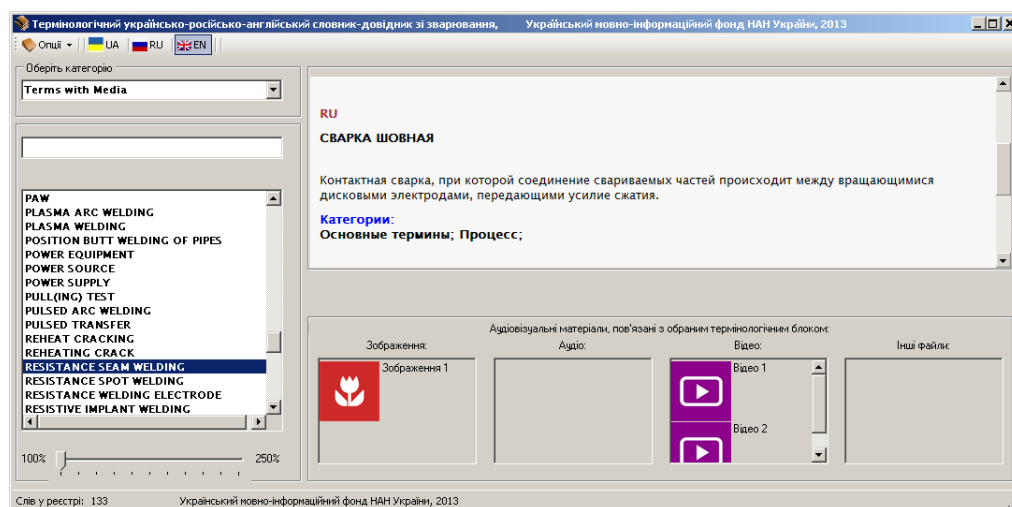 Термінологічний українсько-російсько-англійський словник-довідник зі зварювання, Український мовно-інформаційний фонд НАН України, 2013
Опції UA RU EN
Оберіть категорію
Terms with Media
PAW
PLASMA ARC WELDING
PLASMA WELDING
POSITION BUTT WELDING OF PIPES
POWER EQUIPMENT
POWER SOURCE
POWER SUPPLY
PULL(ING) TEST
PULSED ARC WELDING
PULSED TRANSFER
REHEAT CRACKING
REHEATING CRACK
RESISTANCE SEAM WELDING
RESISTANCE SPOT WELDING
RESISTANCE WELDING ELECTRODE
RESISTIVE IMPLANT WELDING
100% 250%
RU
СВАРКА ШОВНАЯ
Контактная сварка, при которой соединение свариваемых частей происходит между вращающимися
дисковыми электродами, передающими усилие сжатия.
Категории:
Основные термины; Процесс;
Аудіовізуальні матеріали, пов'язані з обраним термінологічним блоком:
Зображення: Аудіо: Відео: Інші файли:
Зображення 1
Відео 1
Відео 2
Слів у реєстрі: 133 Український мовно-інформаційний фонд НАН України, 2013